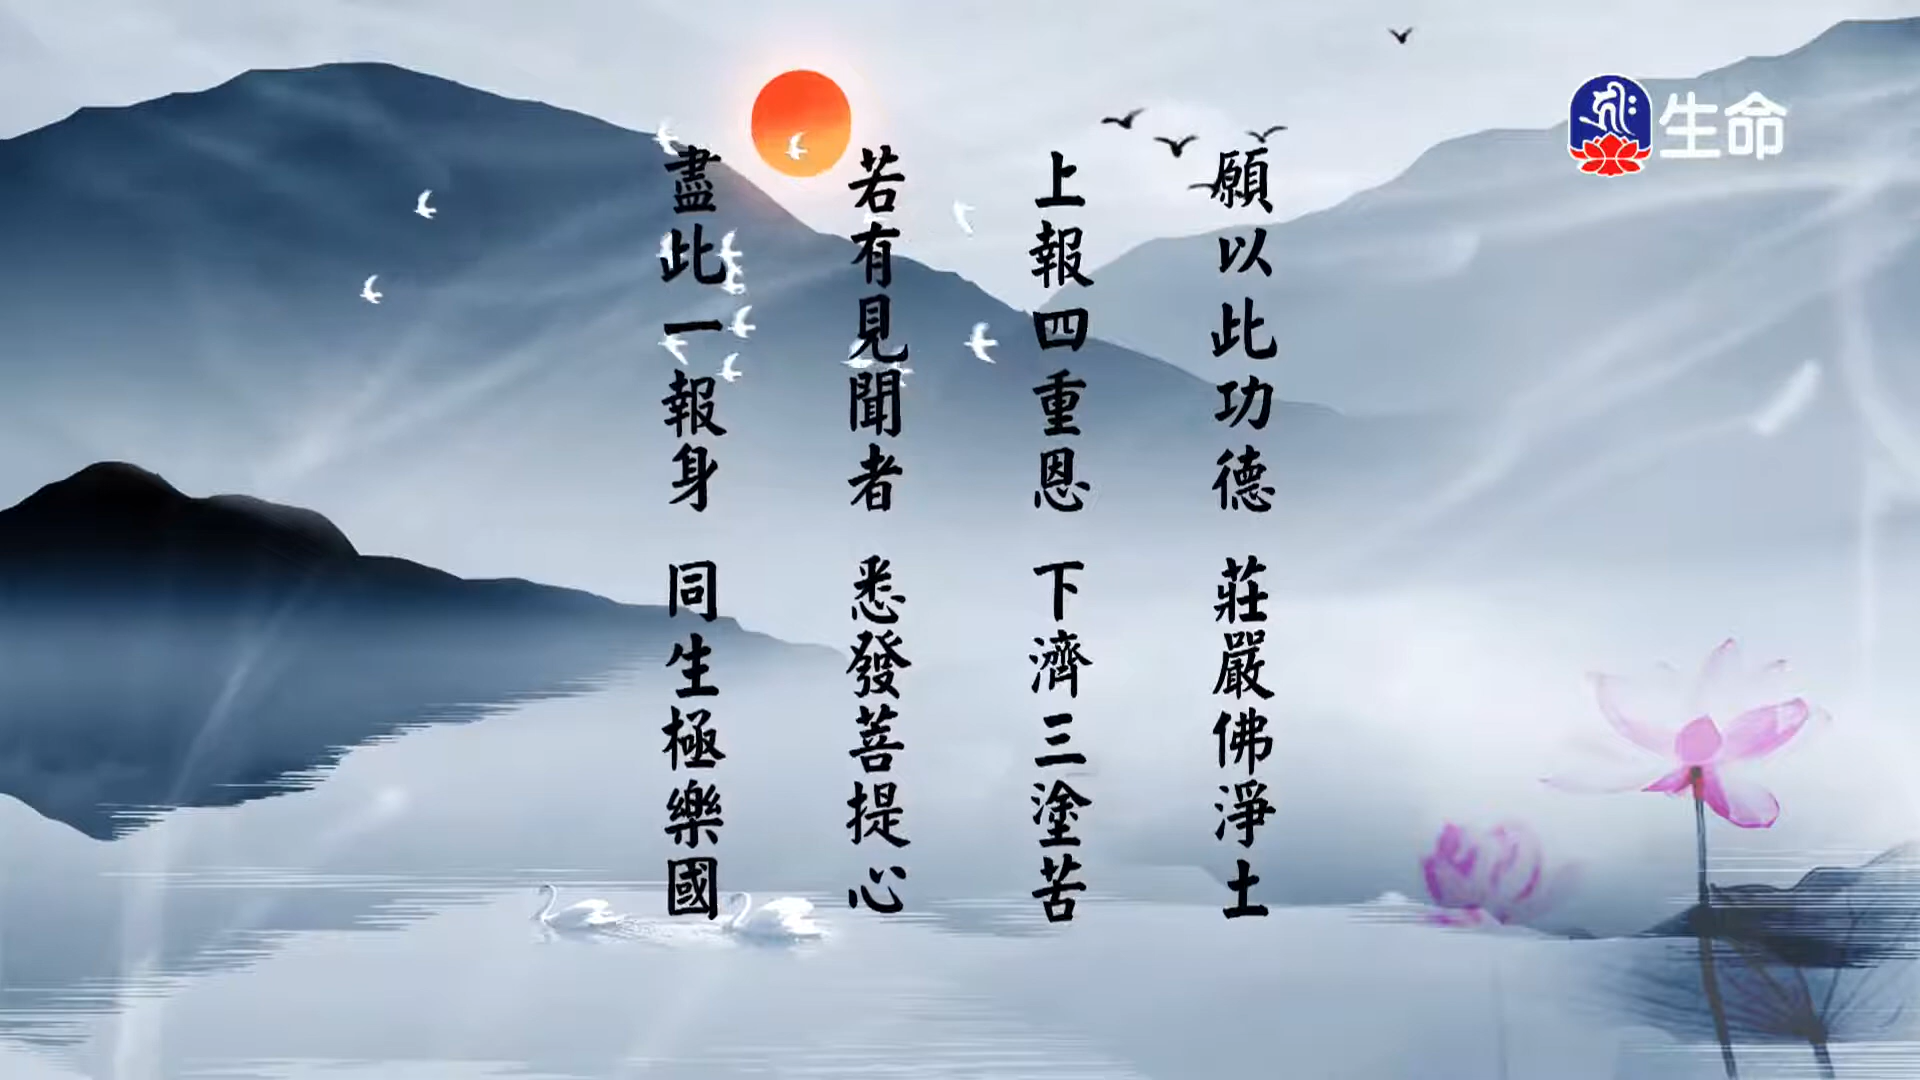 生命
願以此功德 莊嚴佛淨土
上報四重恩 下濟三塗苦
若有見聞者 悉發菩提心
盡此一報身 同生極樂國